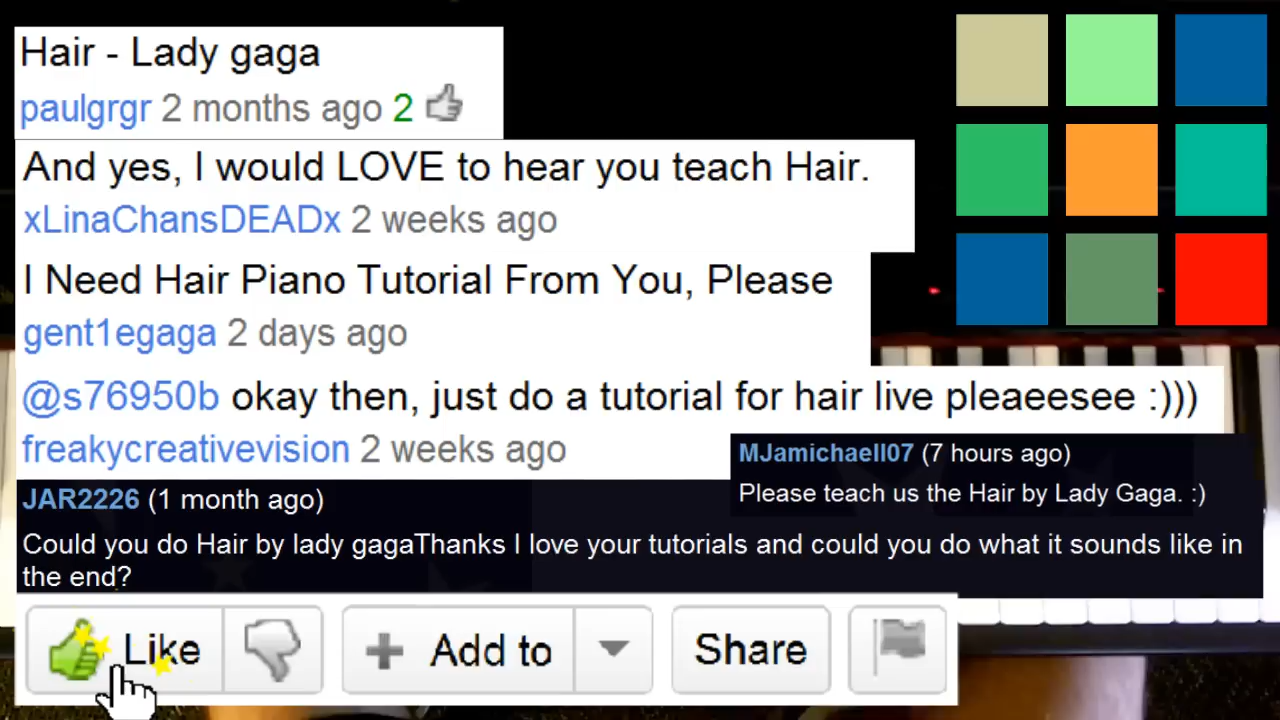 Hair - Lady gaga
paulgrgr 2 months ago 2
And yes, I would LOVE to hear you teach Hair.
xLinaChansDEADx 2 weeks ago
I Need Hair Piano Tutorial From You, Please
gent1egaga 2 days ago
@s76950b okay then, just do a tutorial for hair live pleaeesee :)))
freakycreativevision 2 weeks ago
MJamichaell07 (7 hours ago)
Please teach us the Hair by Lady Gaga. :)
JAR2226 (1 month ago)
Could you do Hair by lady gagaThanks I love your tutorials and could you do what it sounds like in
the end?
Like Add to Share